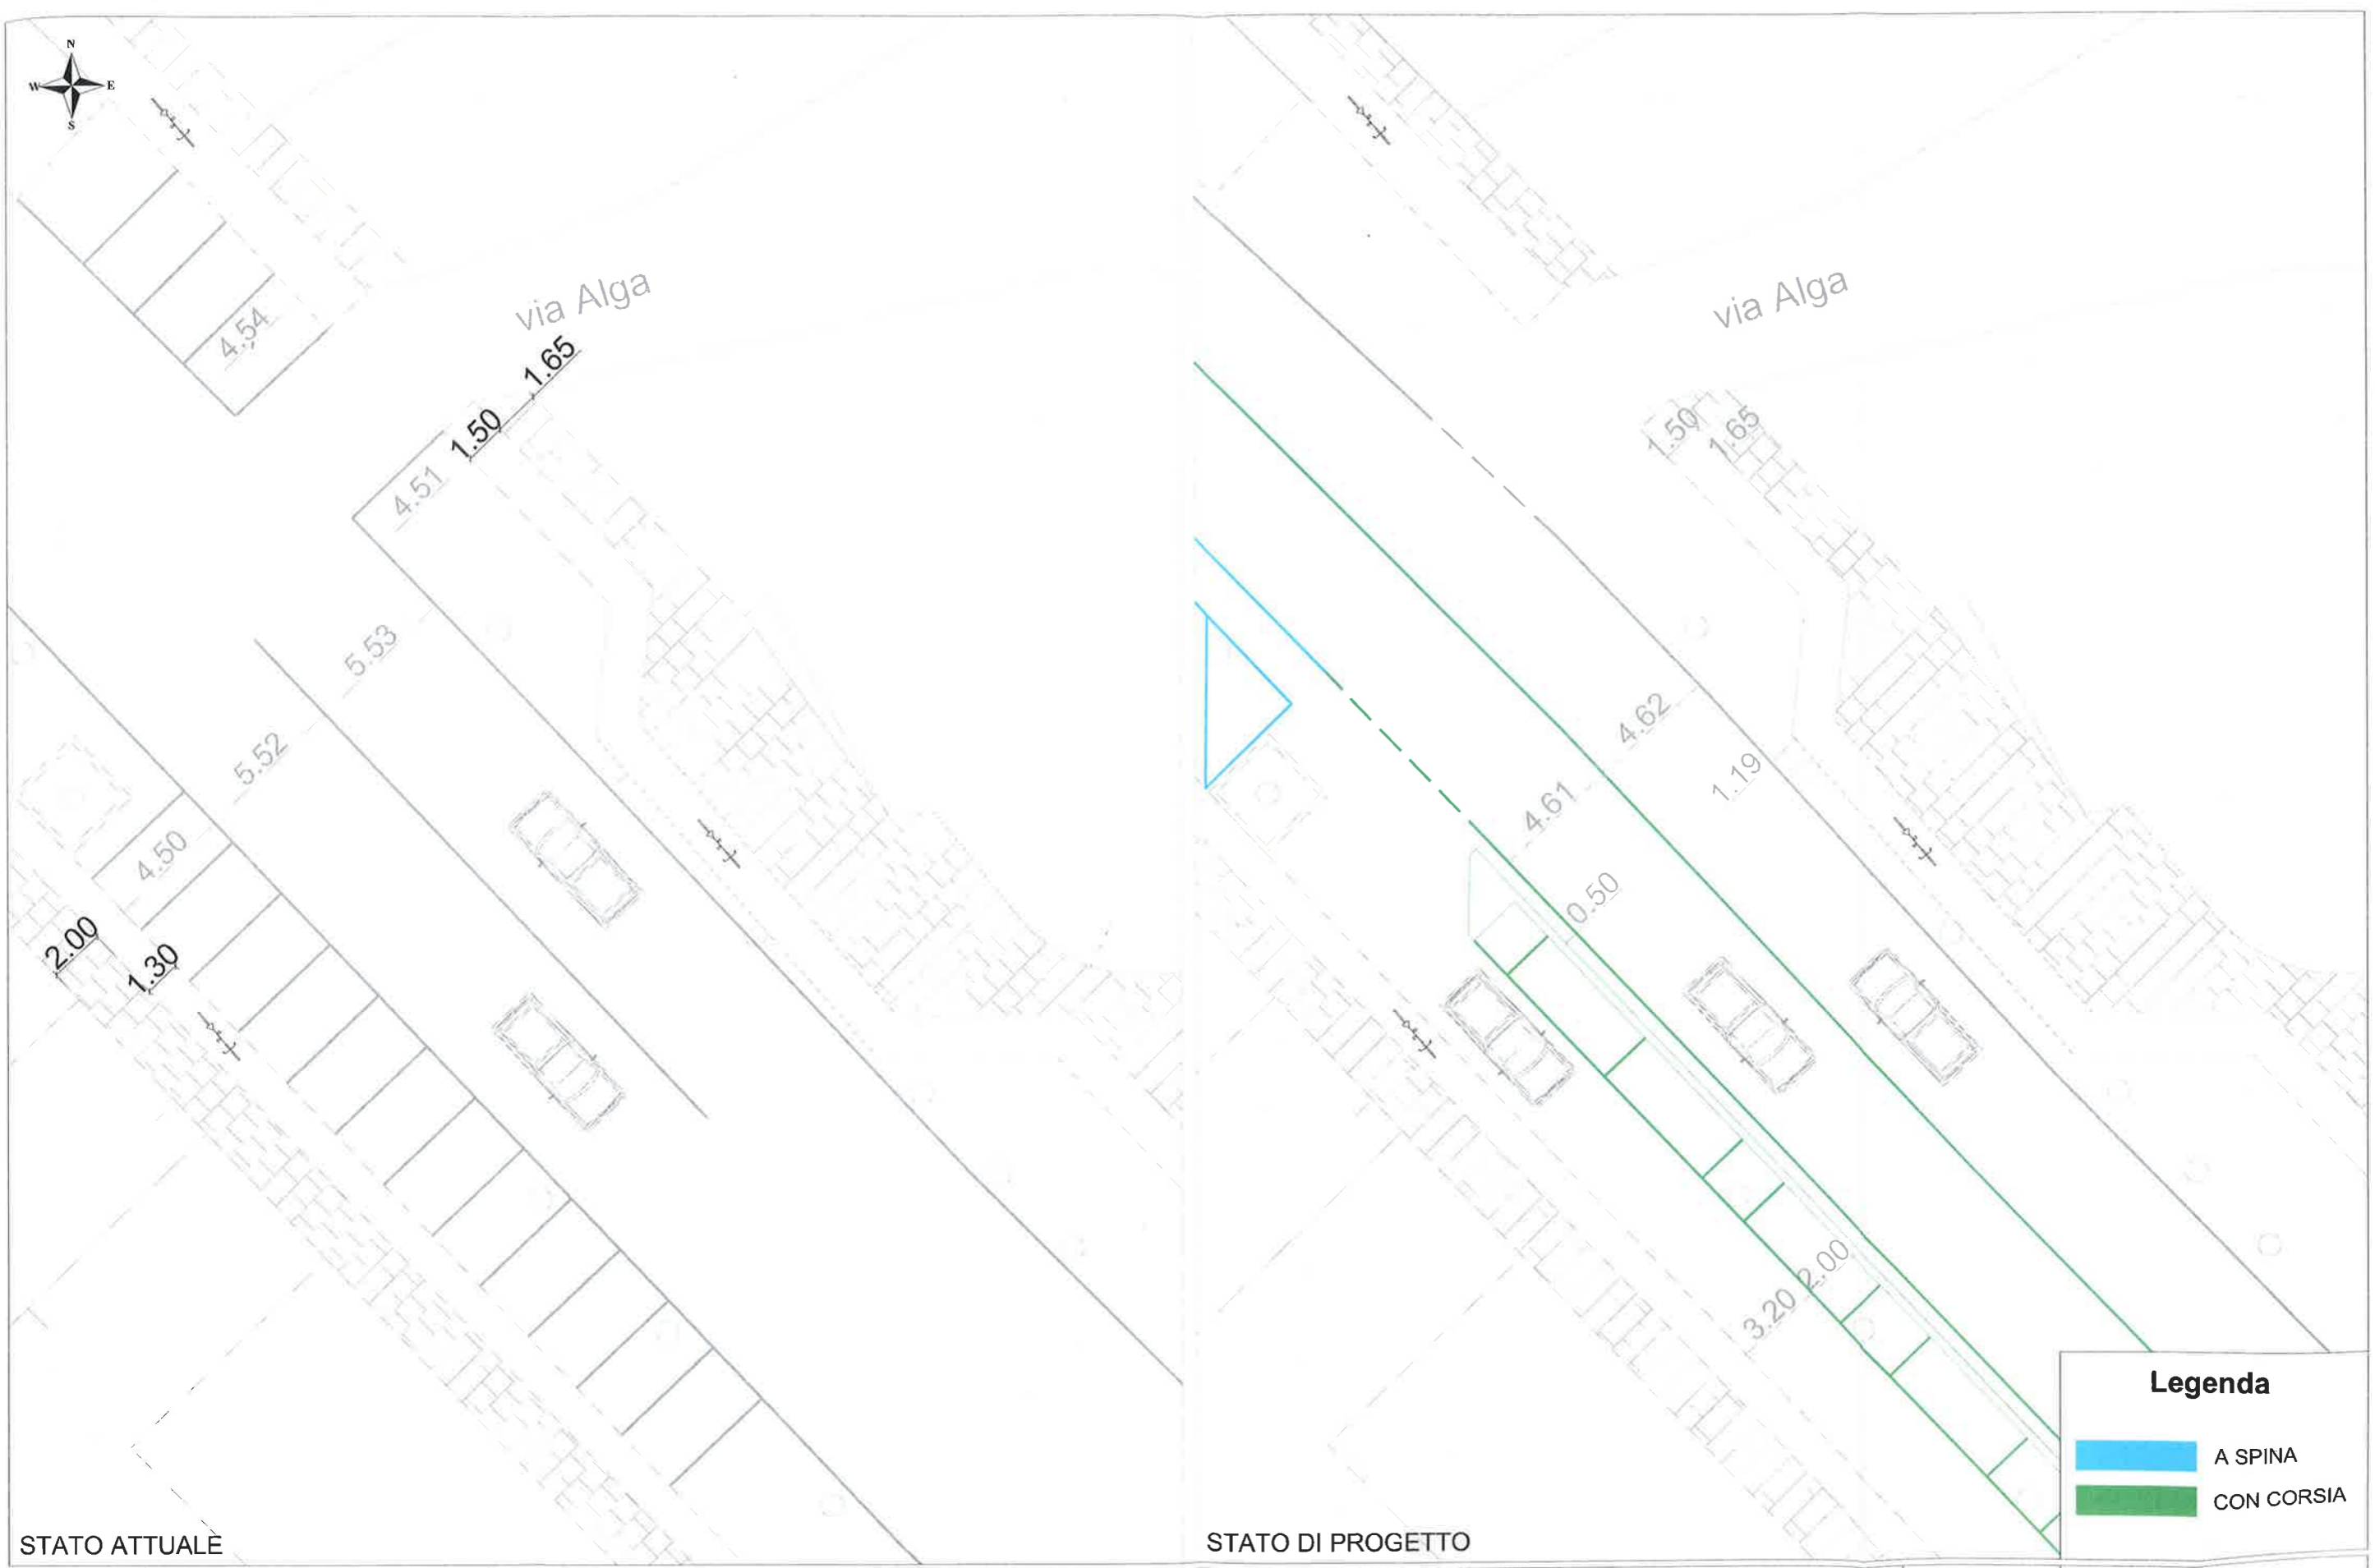 N
W
E
S
4.54
via Alga
1.65
1.50
4.51
5.53
5.52
4.50
2.00
1.30
STATO ATTUALE
via Alga
1.50
1.65
4.62
1.19
4.61
0.50
2.00
3.20
Legenda
A SPINA
CON CORSIA
STATO DI PROGETTO